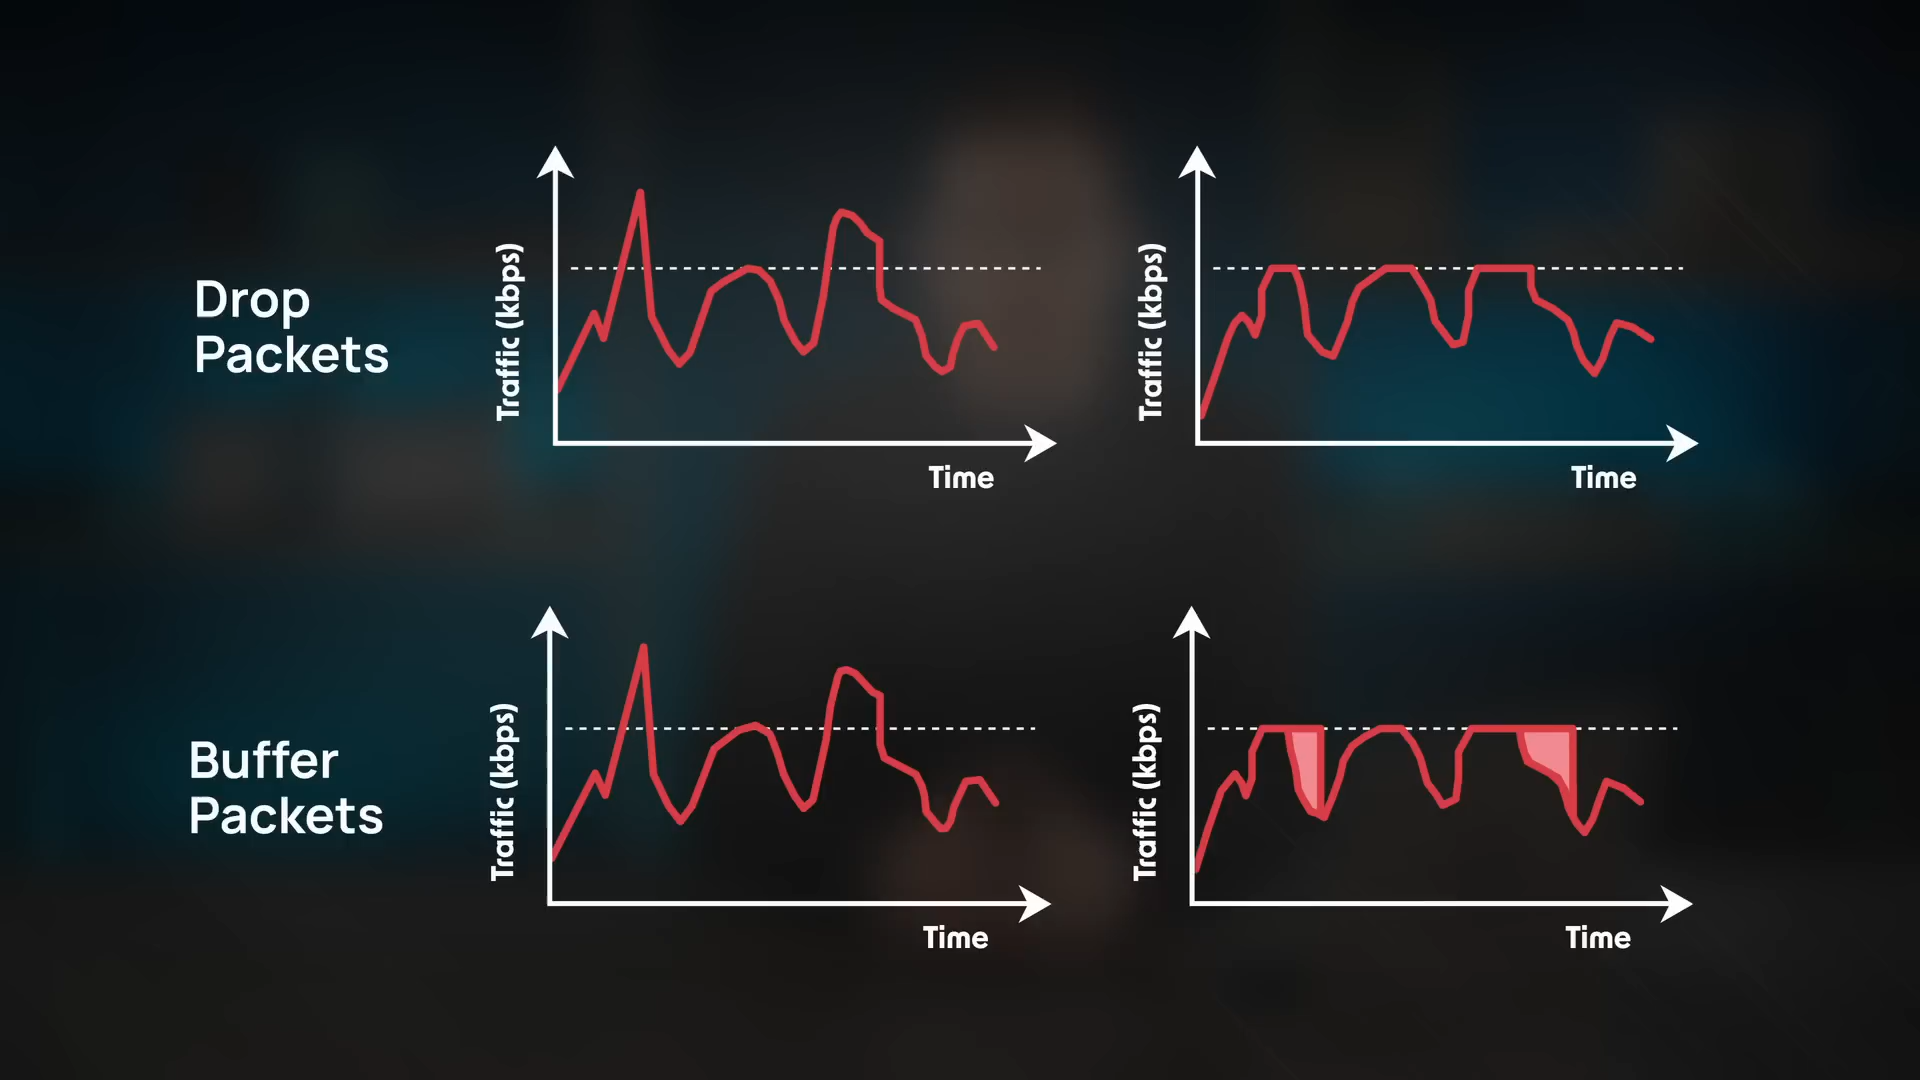 Drop
Packets
Traffic (kbps)
Time
Traffic (kbps)
Time
Buffer
Packets
Traffic (kbps)
Time
Traffic (kbps)
Time